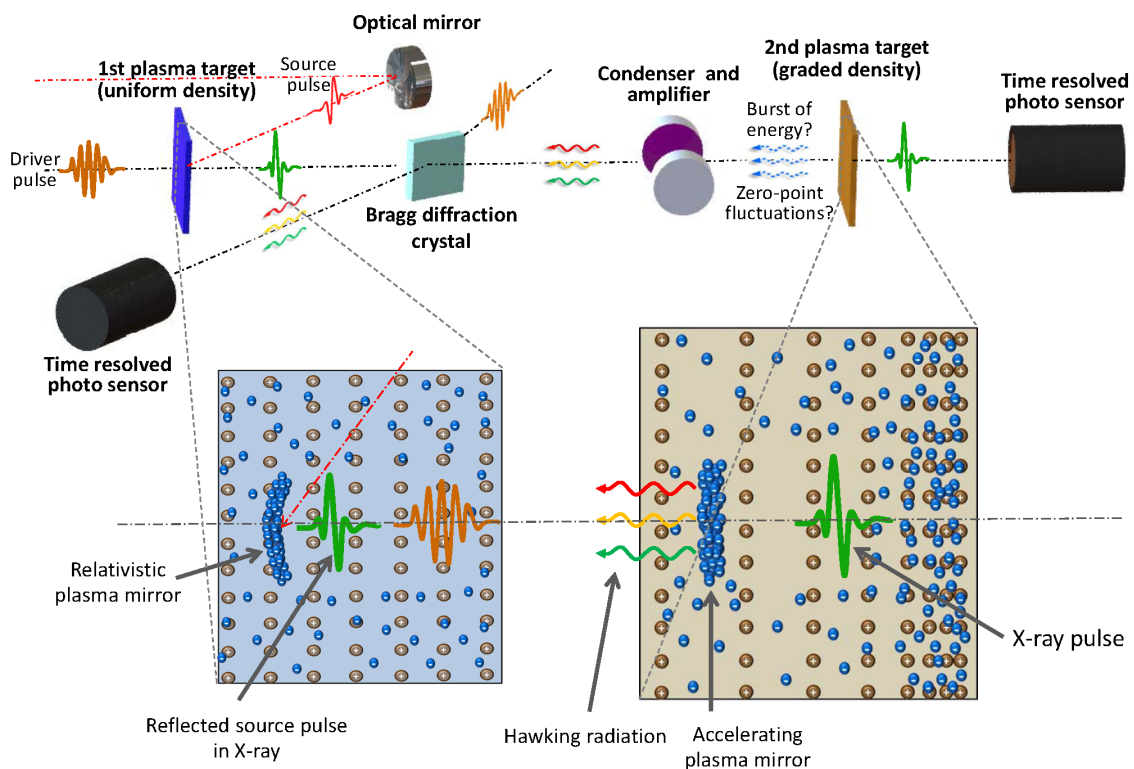 Optical mirror
1st plasma target
(uniform density)
Source
pulse
Driver
pulse
Bragg diffraction
crystal
Time resolved
photo sensor
Condenser and
amplifier
2nd plasma target
(graded density)
Burst of
energy?
Zero-point
fluctuations?
Time resolved
photo sensor
Relativistic
plasma mirror
Reflected source pulse
in X-ray
Hawking radiation
Accelerating
plasma mirror
X-ray pulse